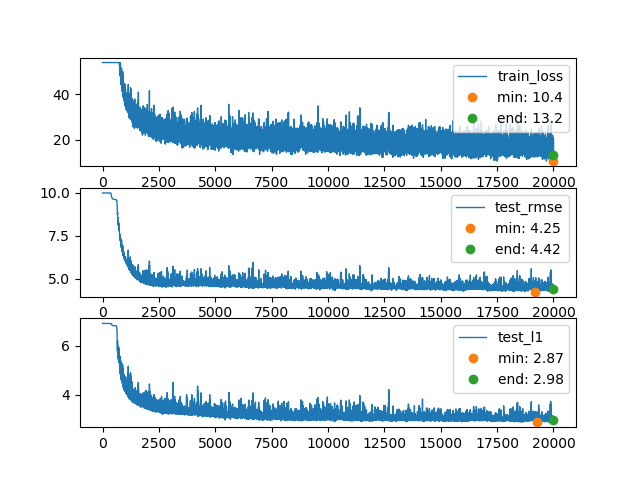 train_loss
min: 10.4
end: 13.2
40
20
0 2500 5000 7500 10000 12500 15000 17500 20000
test_rmse
min: 4.25
end: 4.42
10.0
7.5
5.0
0 2500 5000 7500 10000 12500 15000 17500 20000
test_l1
min: 2.87
end: 2.98
6
4
0 2500 5000 7500 10000 12500 15000 17500 20000